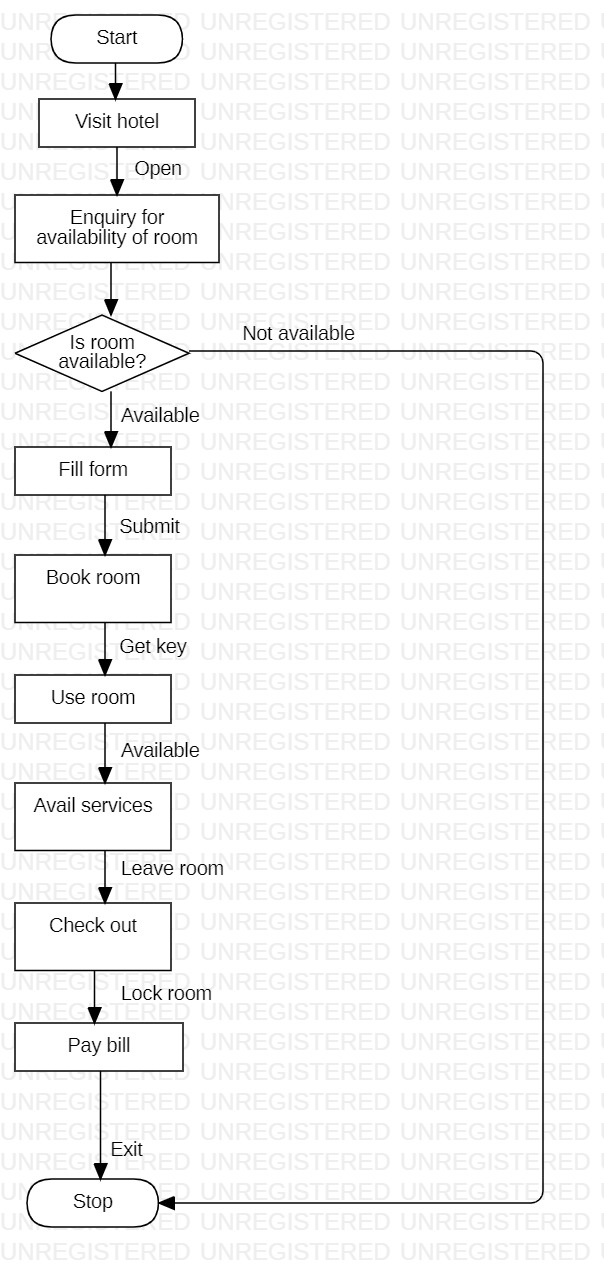 Start
Visit hotel
Open
Enquiry for
availability of room
Is room
available?
Not available
Available
Fill form
Submit
Book room
Get key
Use room
Available
Avail services
Leave room
Check out
Lock room
Pay bill
Exit
Stop
UNREGISTERED